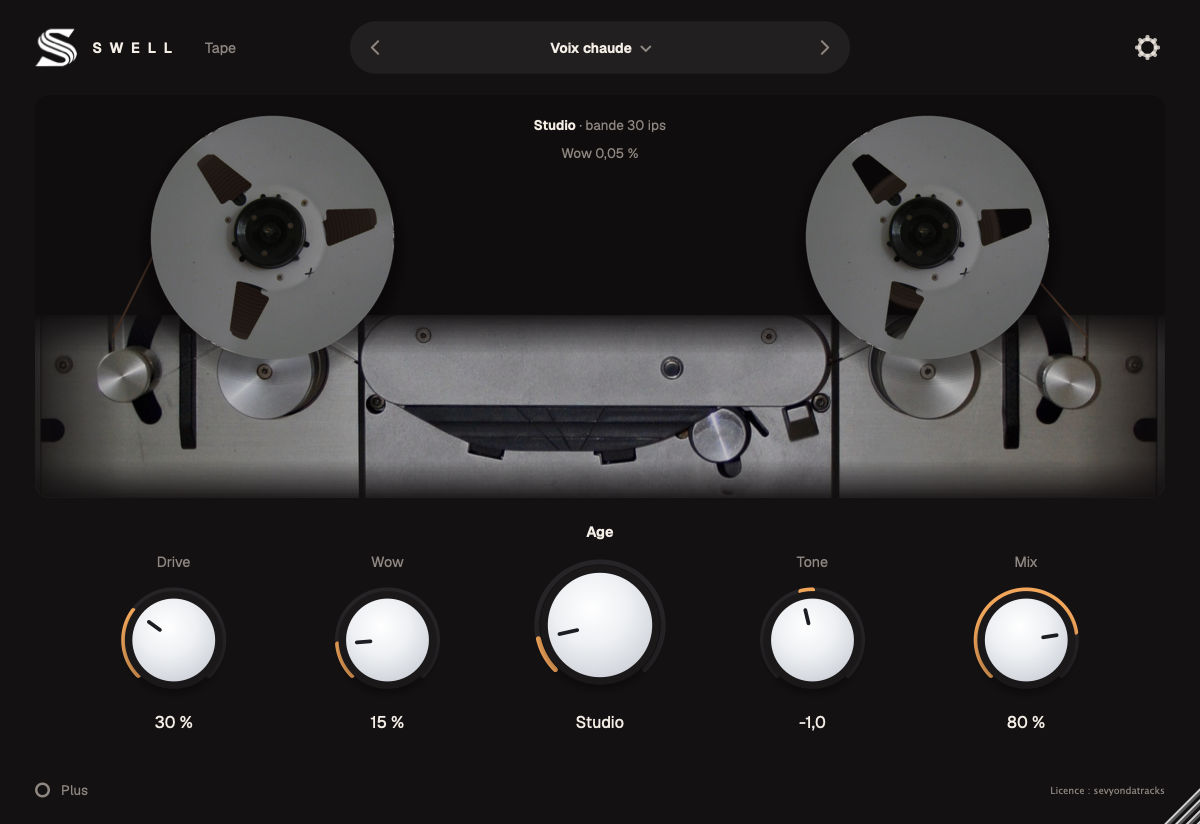 SWELL Tape
Voix chaude
Studio · bande 30 ips
Wow 0,05 %
Age
Drive
Wow
Tone
Mix
30 %
15 %
Studio
-1,0
80 %
Plus
Licence : sevyondatracks